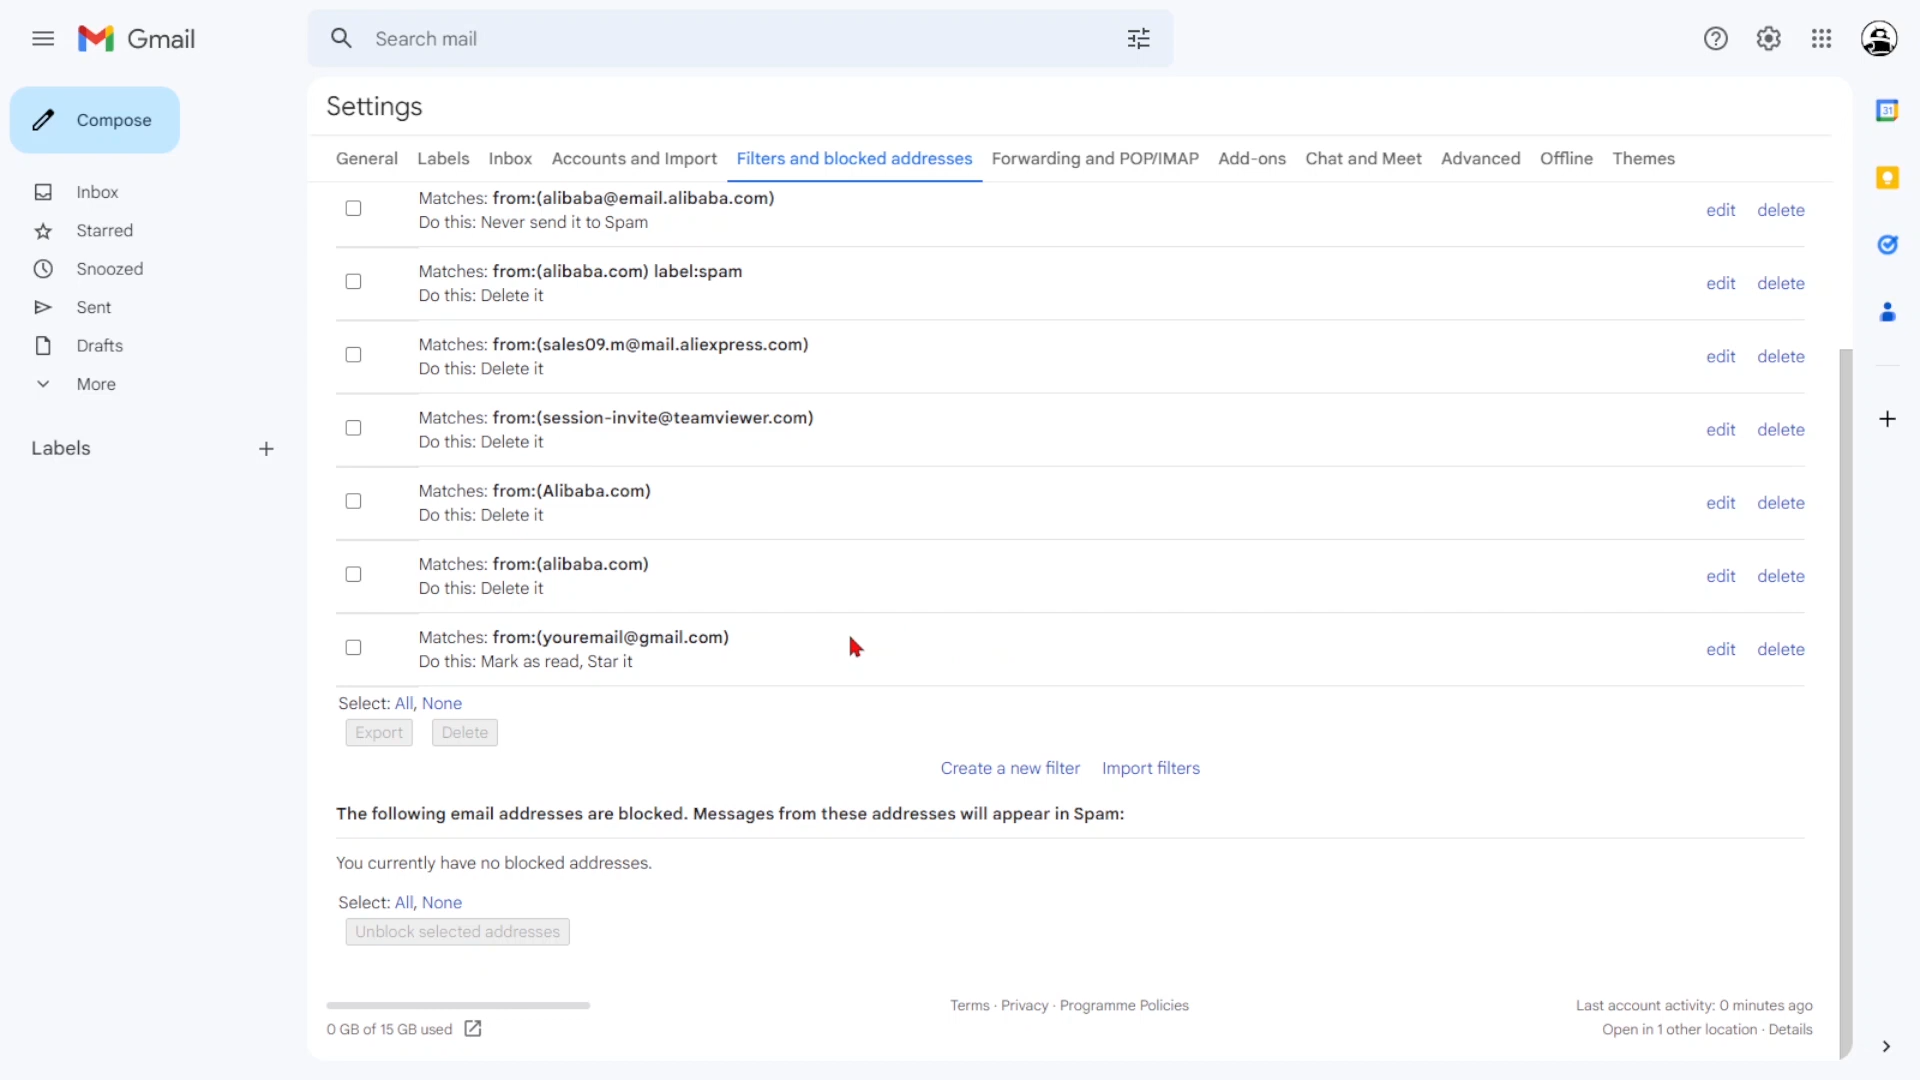 Gmail
Search mail
Compose
Inbox
Starred
Snoozed
Sent
Drafts
More
Labels
Settings
General Labels Inbox Accounts and Import Filters and blocked addresses Forwarding and POP/IMAP Add-ons Chat and Meet Advanced Offline Themes
Matches: from:(alibaba@email.alibaba.com)
Do this: Never send it to Spam
edit delete
Matches: from:(alibaba.com) label:spam
Do this: Delete it
edit delete
Matches: from:(sales09.m@mail.aliexpress.com)
Do this: Delete it
edit delete
Matches: from:(session-invite@teamviewer.com)
Do this: Delete it
edit delete
Matches: from:(Alibaba.com)
Do this: Delete it
edit delete
Matches: from:(alibaba.com)
Do this: Delete it
edit delete
Matches: from:(youremail@gmail.com)
Do this: Mark as read, Star it
edit delete
Select: All, None
Export Delete
Create a new filter Import filters
The following email addresses are blocked. Messages from these addresses will appear in Spam:
You currently have no blocked addresses.
Select: All, None
Unblock selected addresses
0 GB of 15 GB used
Terms · Privacy · Programme Policies
Last account activity: 0 minutes ago
Open in 1 other location · Details
31